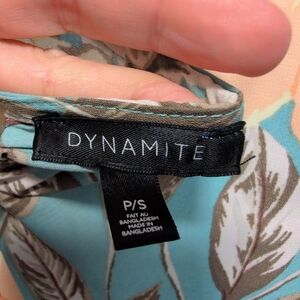 DYNAMITE
P/S
FAIT AU
BANGLADESH
MADE IN
BANGLADESH